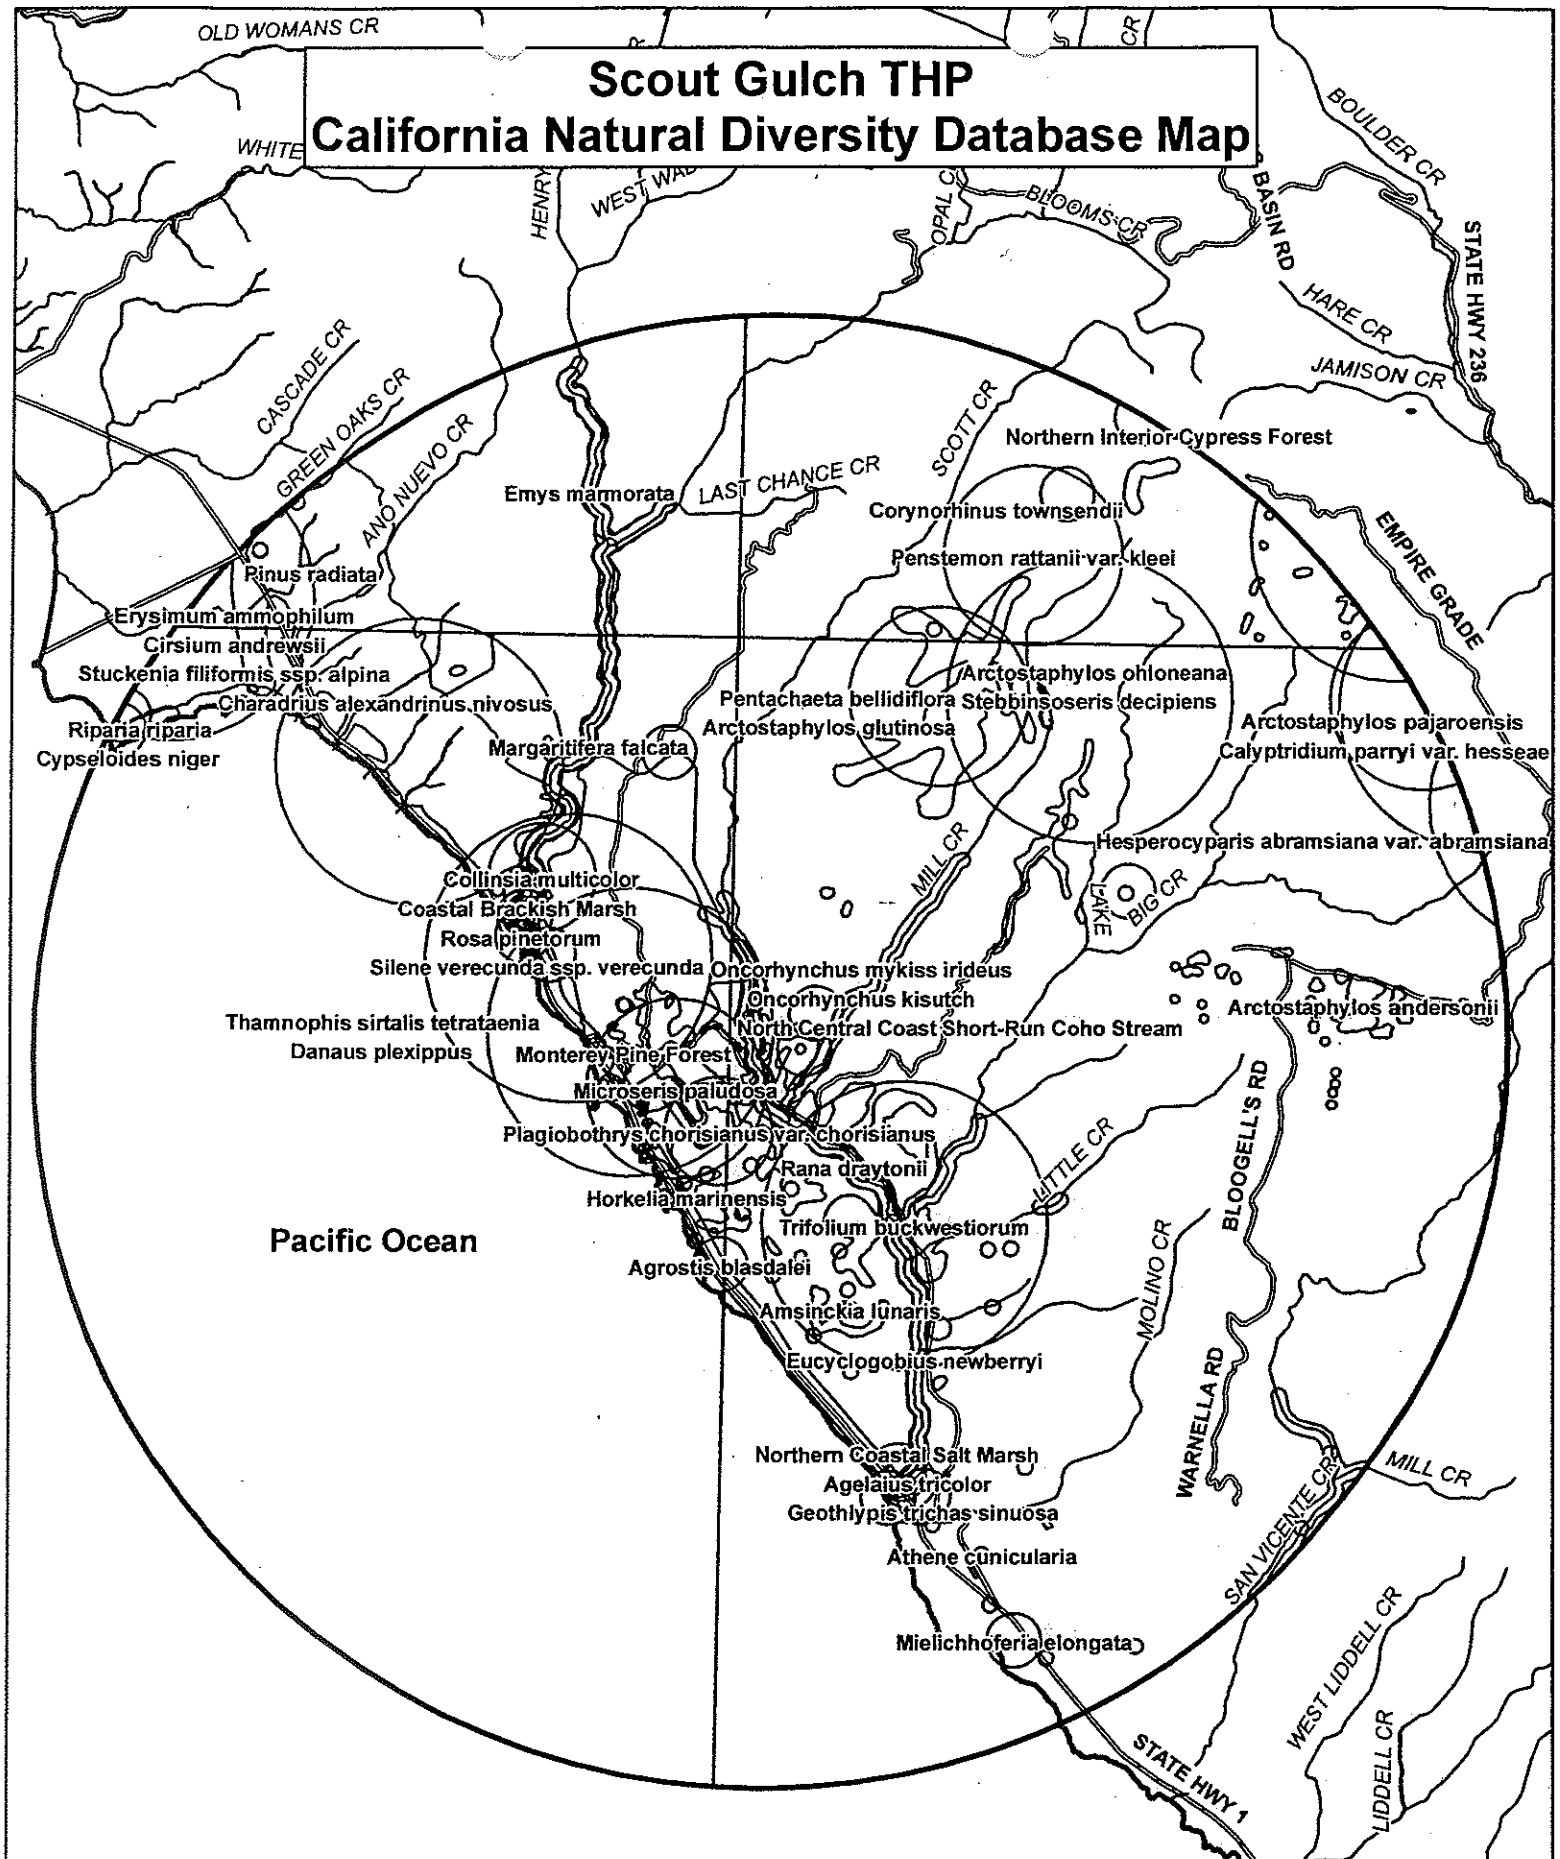 OLD WOMANS CR
CR
Scout Gulch THP
California Natural Diversity Database Map
BOULDER CR
WHITE
HENRY
WEST WAD
OPAL C
BLOOMS CR
BASIN RD
STATE HWY 236
HARE CR
JAMISON CR
CASCADE CR
GREEN OAKS CR
ANO NUEVO CR
SCOTT CR
Northern Interior Cypress Forest
Emys marmorata
LAST CHANCE CR
Corynorhinus townsendii
EMPIRE GRADE
Penstemon rattanii var. kleei
Pinus radiata
Erysimum ammophilum
Cirsium andrewsii
Stuckenia filiformis ssp. alpina
Arctostaphylos ohloneana
Charadrius alexandrinus nivosus
Pentachaeta bellidiflora
Stebbinsoseris decipiens
Riparia riparia
Arctostaphylos glutinosa
Arctostaphylos pajaroensis
Cypseloides niger
Margaritifera falcata
Calyptridium parryi var. hesseae
Hesperocyparis abramsiana var. abramsiana
MILL CR
Collinsia multicolor
LAKE
BIG CR
Coastal Brackish Marsh
Rosa pinetorum
Silene verecunda ssp. verecunda
Oncorhynchus mykiss irideus
Oncorhynchus kisutch
Arctostaphylos andersonii
Thamnophis sirtalis tetrataenia
North Central Coast Short-Run Coho Stream
Danaus plexippus
Monterey Pine Forest
Microseris paludosa
Plagiobothrys chorisianus var. chorisianus
BLOOGELL'S RD
LITTLE CR
Rana draytonii
Horkelia marinensis
Trifolium buckwestiorum
Pacific Ocean
MOLINO CR
Agrostis blasdalei
Amsinckia lunaris
Eucyclogobius newberryi
WARNELLA RD
Northern Coastal Salt Marsh
MILL CR
Agelaius tricolor
Geothlypis trichas sinuosa
SAN VICENTE CR
Athene cunicularia
Mielichhoferia elongata
WEST LIDDELL CR
LIDDELL CR
STATE HWY 1